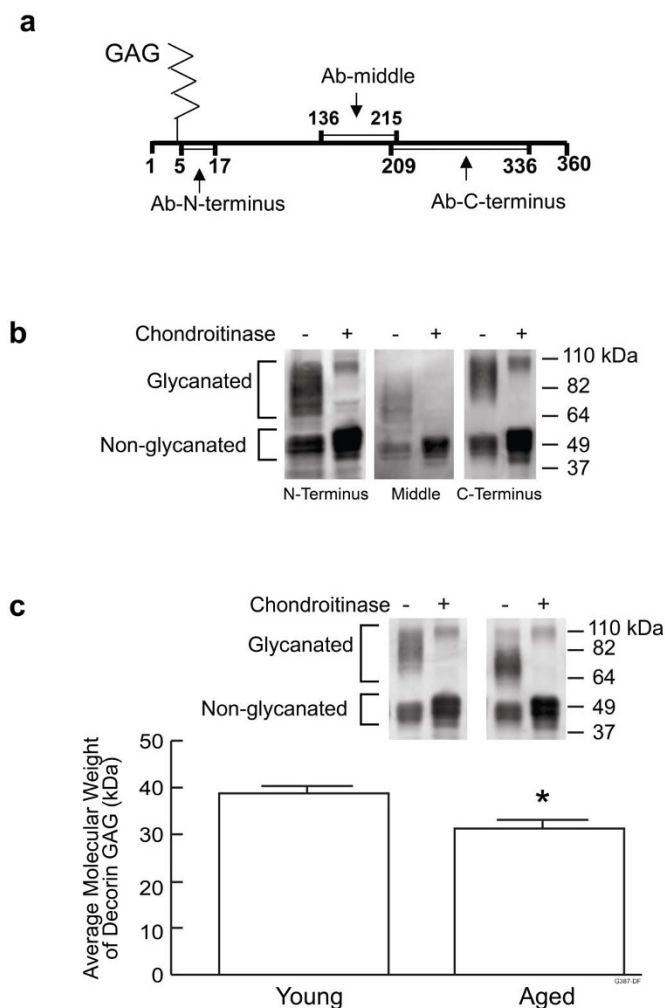 a
GAG
Ab-middle
136 215
1 5 17 209 336 360
Ab-N-terminus Ab-C-terminus
b
Chondroitinase - + - + - +
Glycanated
Non-glycanated
110 kDa
82
64
49
37
N-Terminus Middle C-Terminus
c
Chondroitinase - + - +
Glycanated
Non-glycanated
110 kDa
82
64
49
37
Average Molecular Weight
of Decorin GAG (kDa)
50
40
30
20
10
0
*
Young Aged
G387-DF